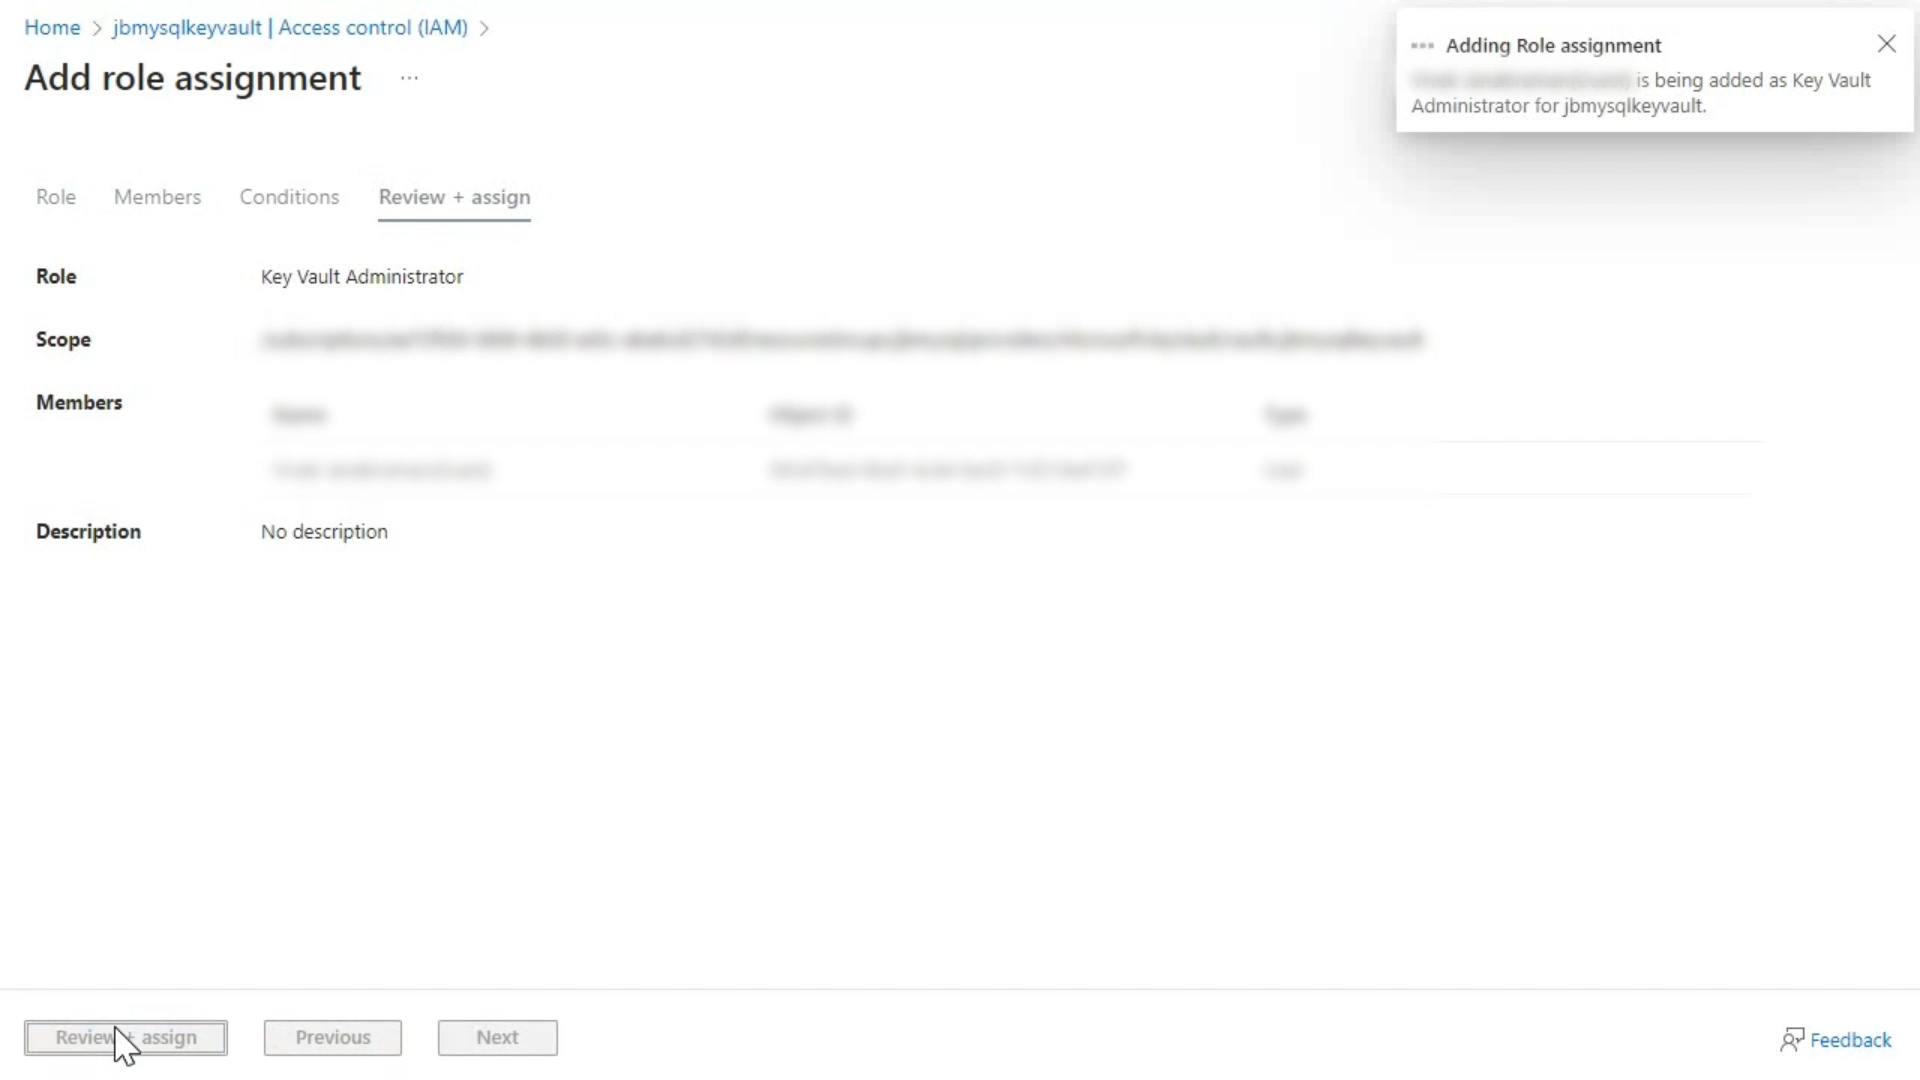 Home > jbmysqlkeyvault | Access control (IAM) >
Add role assignment ...
Adding Role assignment
is being added as Key Vault
Administrator for jbmysqlkeyvault.
Role Members Conditions Review + assign
Role Key Vault Administrator
Scope
Members
Description No description
Review + assign Previous Next
Feedback